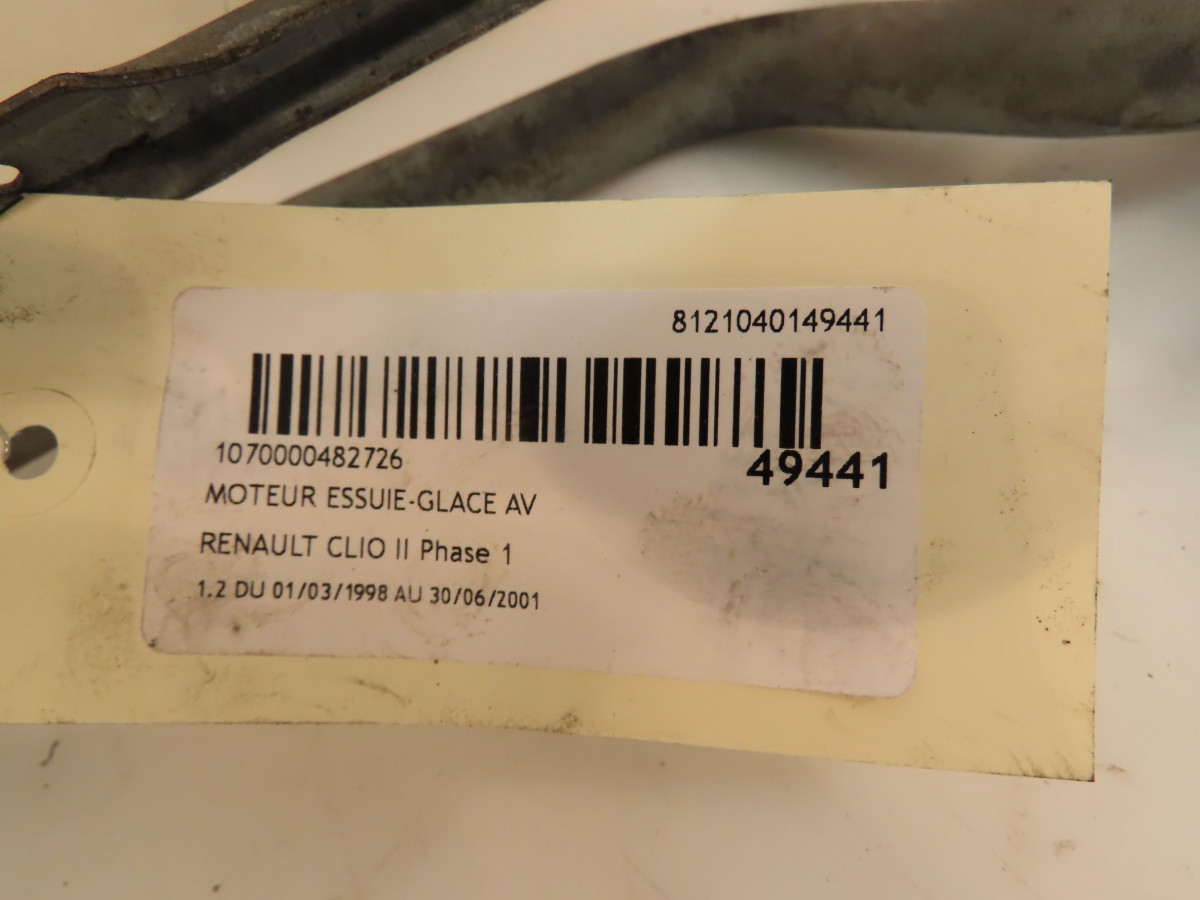 8121040149441
1070000482726
49441
MOTEUR ESSUIE-GLACE AV
RENAULT CLIO II Phase 1
1.2 DU 01/03/1998 AU 30/06/2001